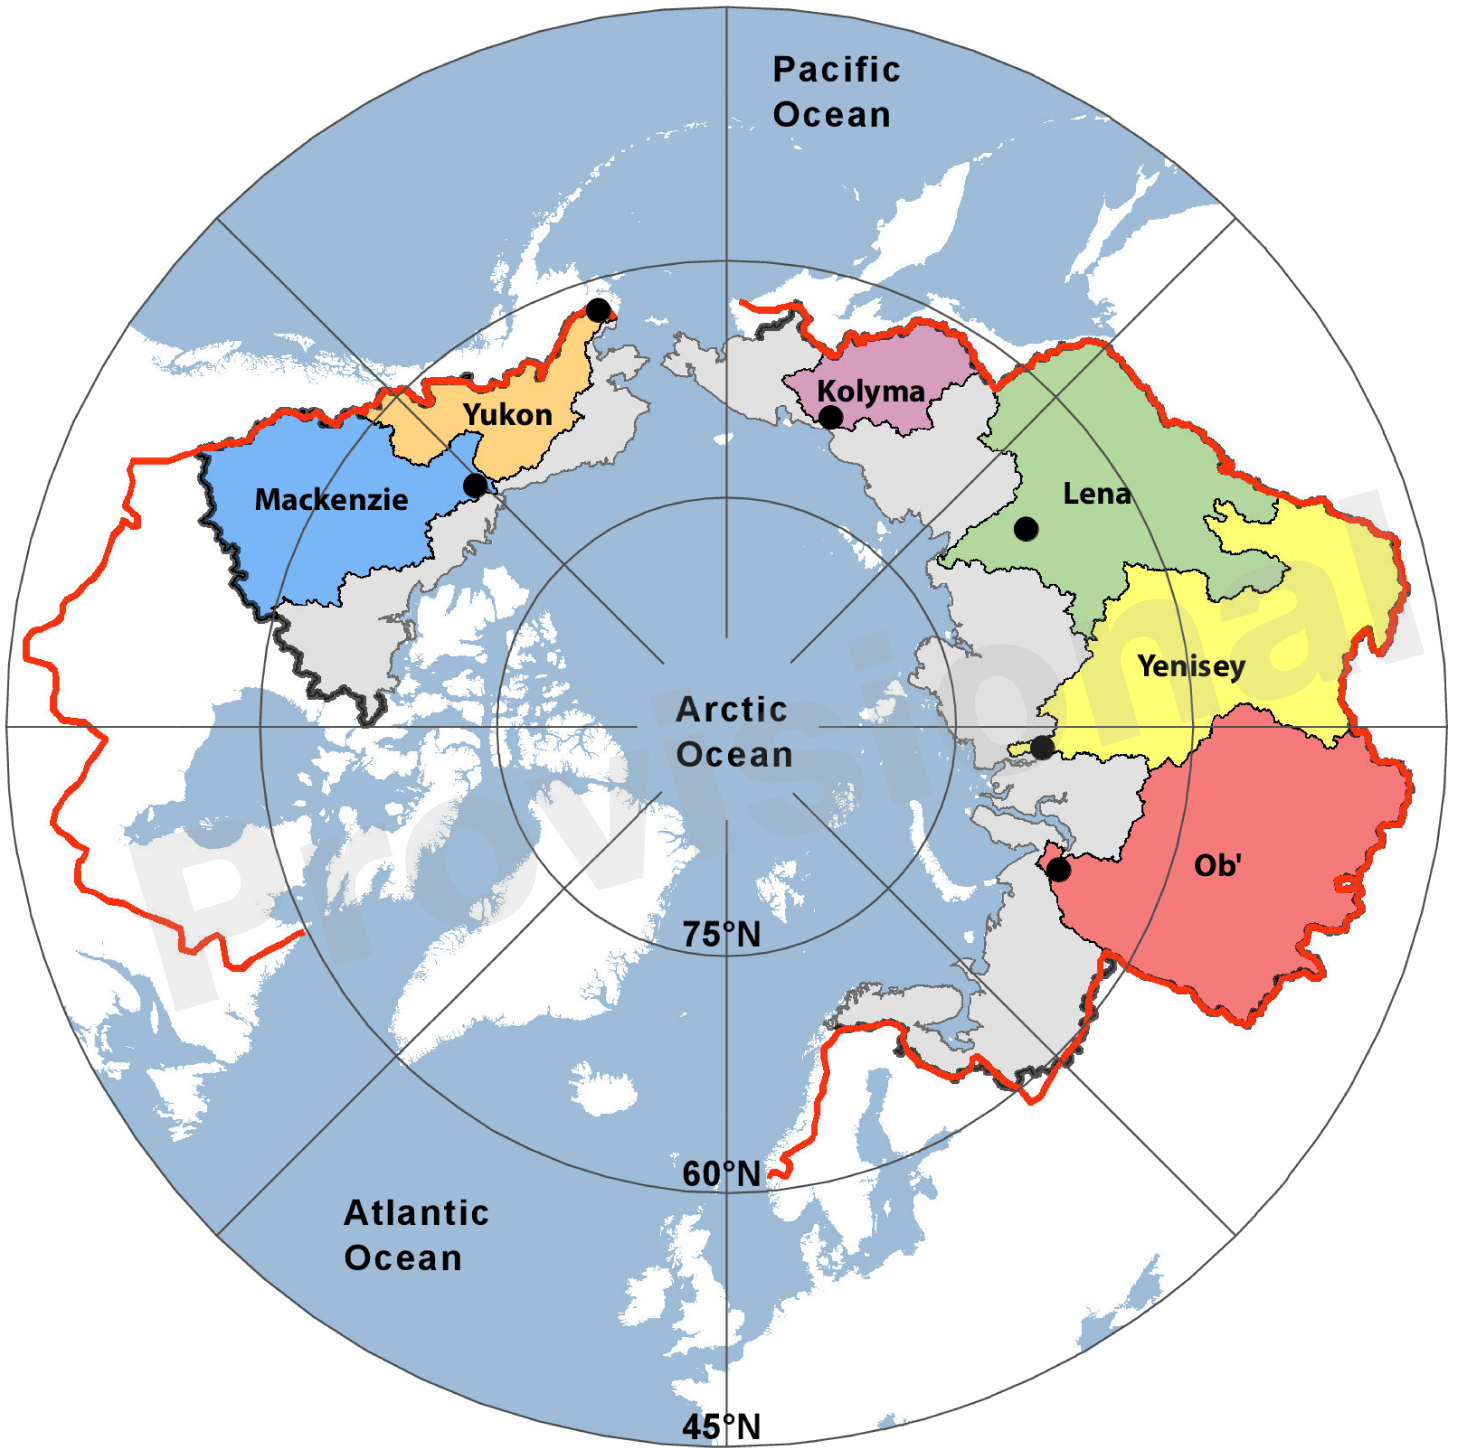 Pacific
Ocean
Kolyma
Yukon
Lena
Mackenzie
Yenisey
Arctic
Ocean
Provisional
Ob'
75°N
60°N
Atlantic
Ocean
45°N